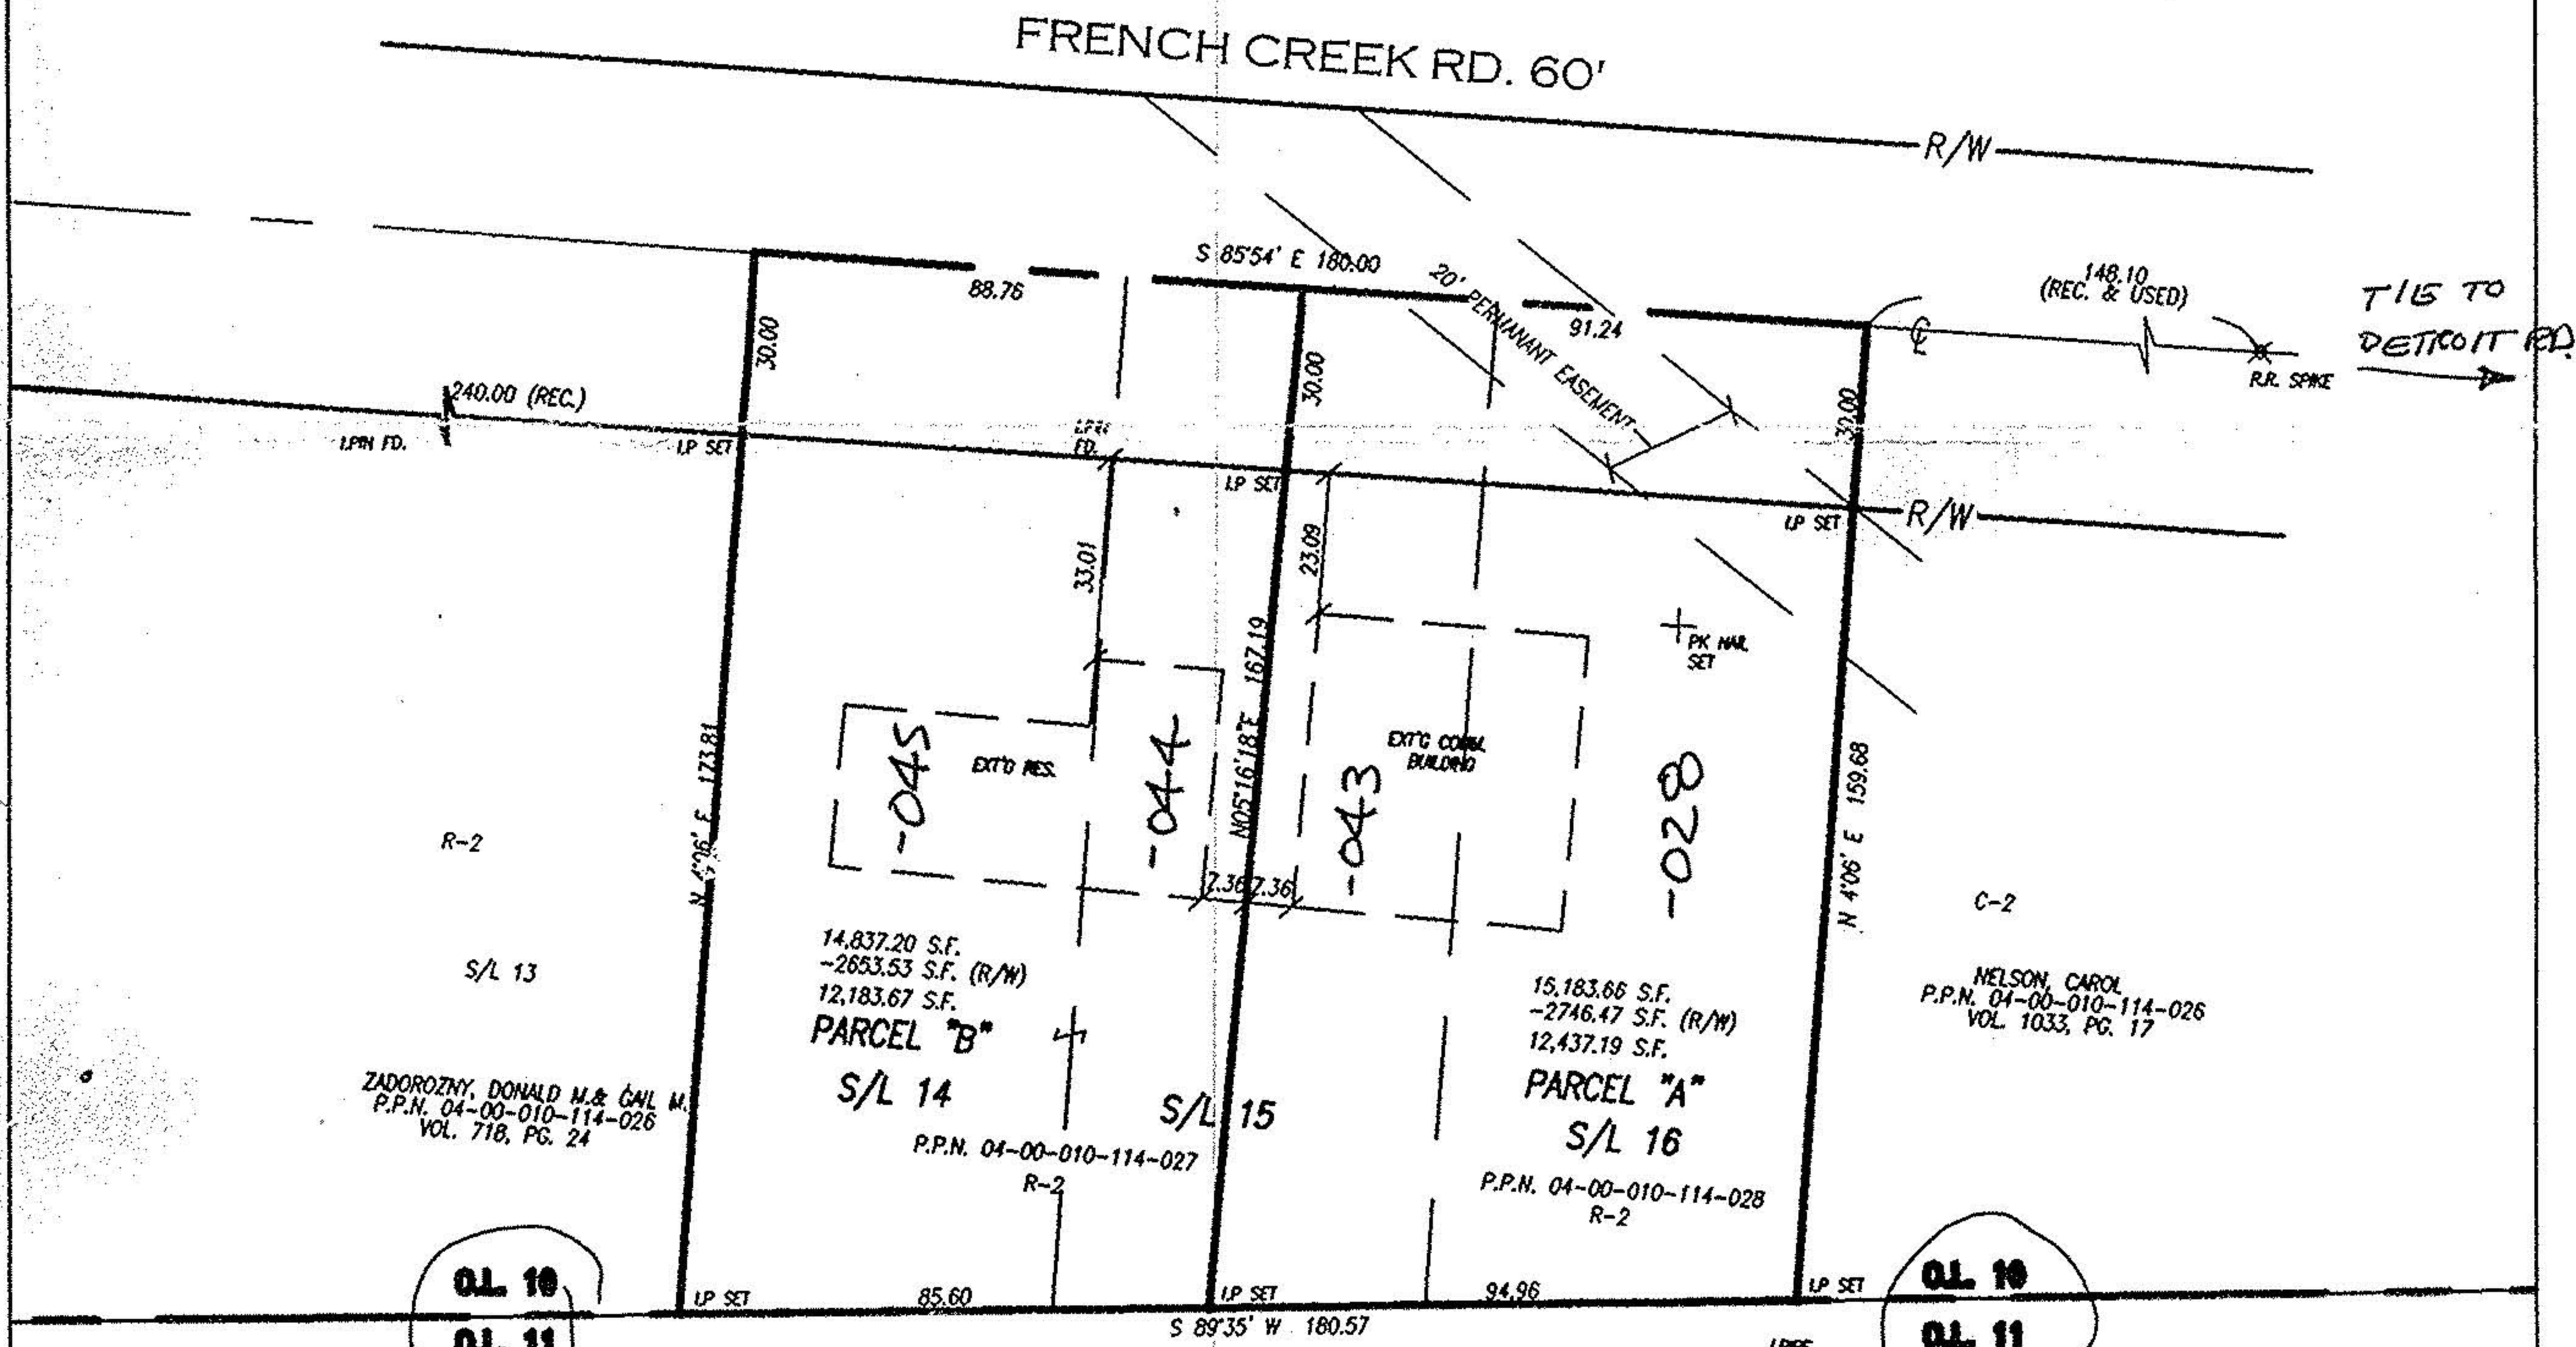 FRENCH CREEK RD. 60'
R/W
S 85°54' E 180.00
88.76
20' PERMANANT EASEMENT
91.24
148.10
(REC. & USED)
TIE TO
DETROIT RD.
R.R. SPIKE
30.00
30.00
30.00
240.00 (REC.)
I.PIN FD.
I.P SET
FD.
I.P SET
I.P SET
R/W
33.01
23.09
PK NAIL
SET
N 4°06' E 173.81
N05°16'18"E 167.19
N 4°06' E 159.68
EXT'G RES.
EXT'G COMM.
BUILDING
-045
-044
-043
-028
7.36
7.36
R-2
C-2
S/L 13
14,837.20 S.F.
-2653.53 S.F. (R/W)
12,183.67 S.F.
PARCEL "B"
S/L 14
S/L 15
15,183.66 S.F.
-2746.47 S.F. (R/W)
12,437.19 S.F.
PARCEL "A"
S/L 16
NELSON, CAROL
P.P.N. 04-00-010-114-026
VOL. 1033, PG. 17
ZADOROZNY, DONALD M.& GAIL M.
P.P.N. 04-00-010-114-026
VOL. 718, PG. 24
P.P.N. 04-00-010-114-027
R-2
P.P.N. 04-00-010-114-028
R-2
O.L. 10
O.L. 11
I.P SET
85.60
I.P SET
94.96
I.P SET
S 89°35' W 180.57
O.L. 10
O.L. 11